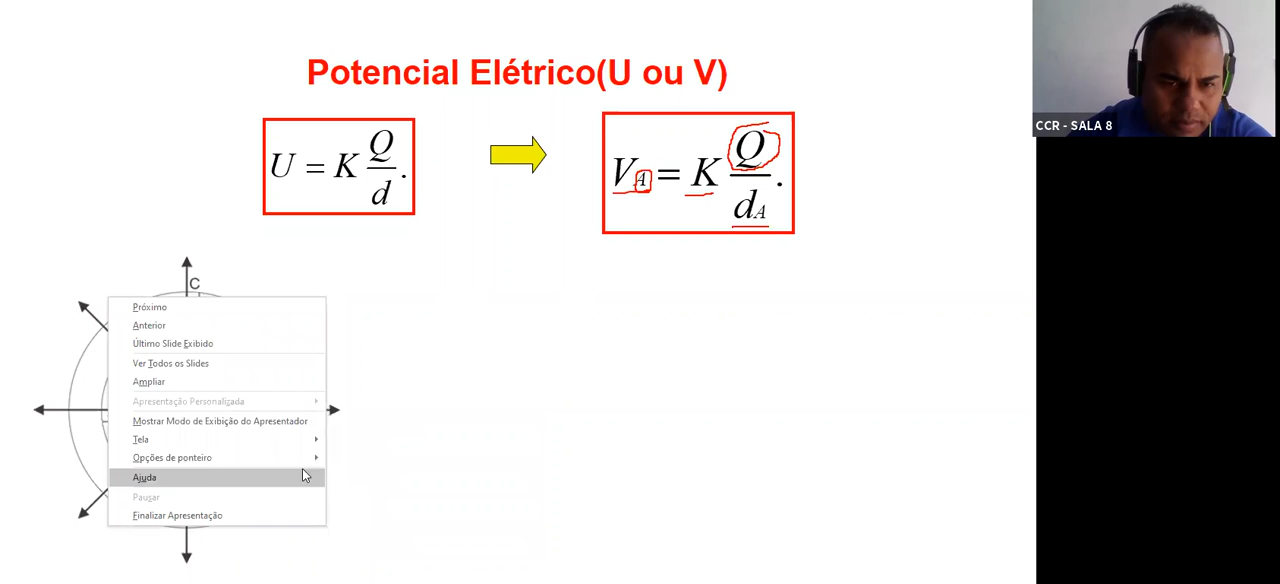 Potencial Elétrico(U ou V)
U = K Q/d.
V_A = K Q/d_A.
CCR - SALA 8
C
Próximo
Anterior
Último Slide Exibido
Ver Todos os Slides
Ampliar
Apresentação Personalizada
Mostrar Modo de Exibição do Apresentador
Tela
Opções de ponteiro
Ajuda
Pausar
Finalizar Apresentação